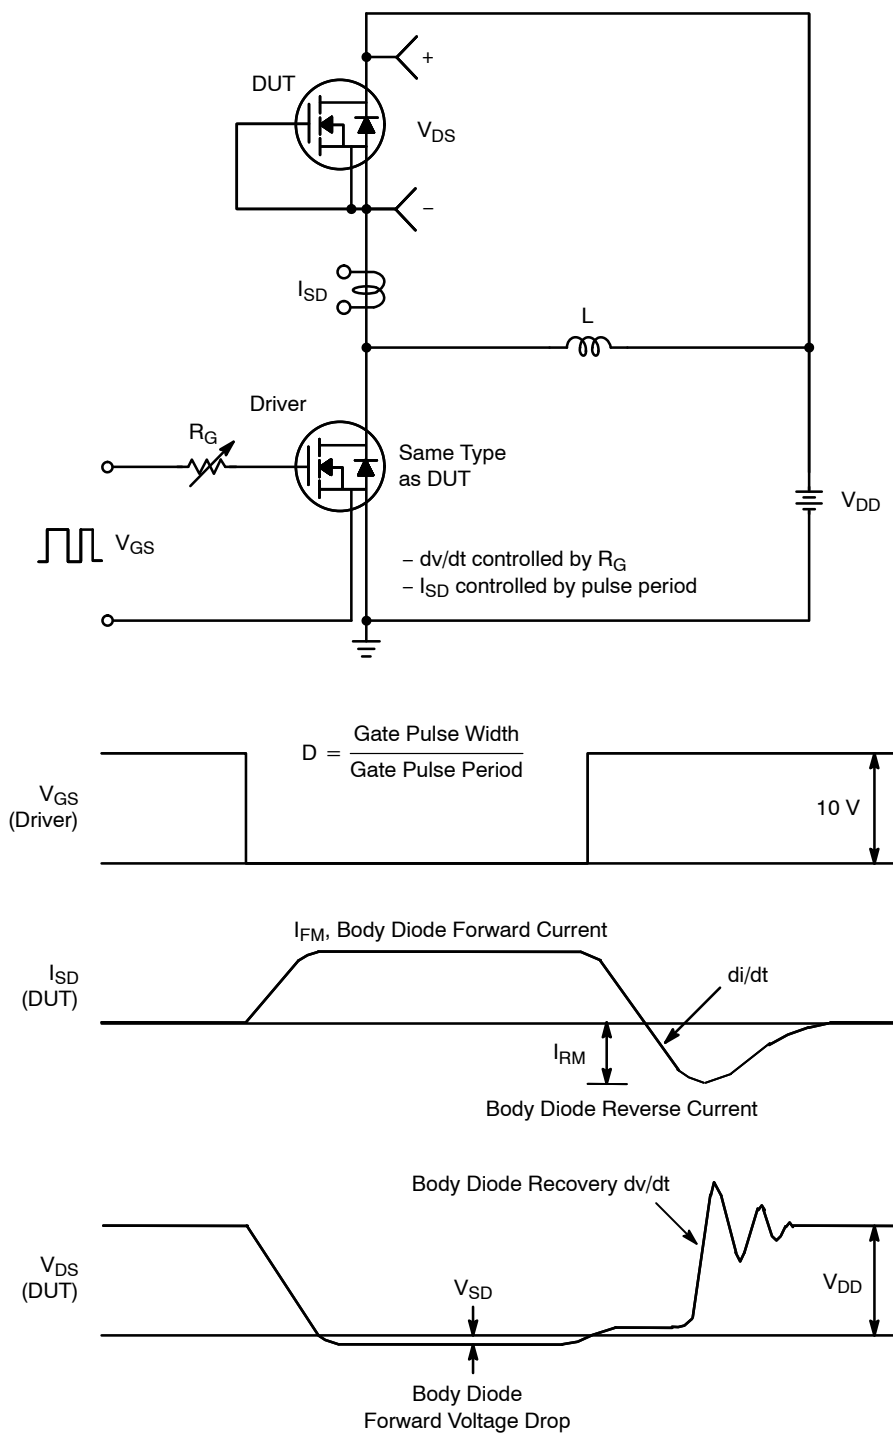 DUT
+
V_DS
−
I_SD
L
Driver
R_G
Same Type
as DUT
V_DD
V_GS
− dv/dt controlled by R_G
− I_SD controlled by pulse period
D = Gate Pulse Width
Gate Pulse Period
V_GS
(Driver)
10 V
I_FM, Body Diode Forward Current
I_SD
(DUT)
di/dt
I_RM
Body Diode Reverse Current
Body Diode Recovery dv/dt
V_DS
(DUT)
V_SD
V_DD
Body Diode
Forward Voltage Drop